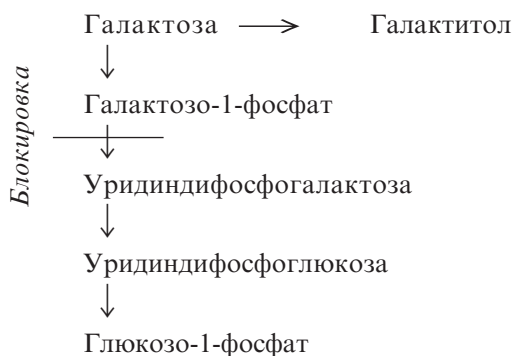 Галактоза Галактитол
Галактозо-1-фосфат
Блокировка
Уридиндифосфогалактоза
Уридиндифосфоглюкоза
Глюкозо-1-фосфат